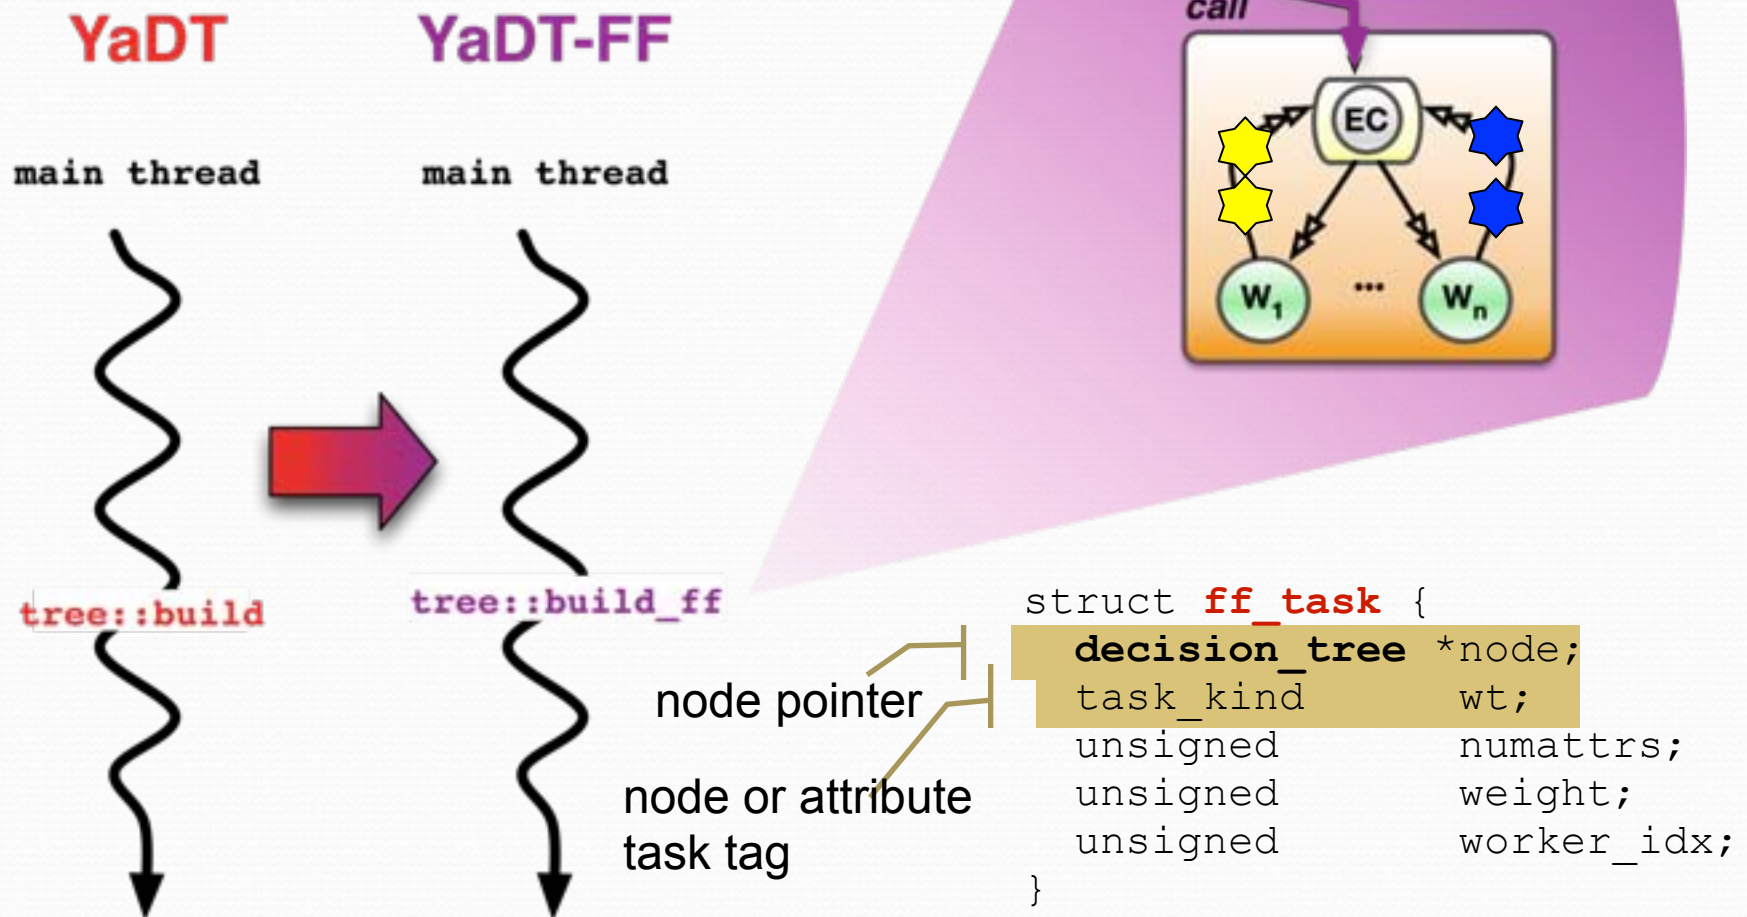 YaDT
YaDT-FF
call
EC
W1
...
Wn
main thread
main thread
tree::build
tree::build_ff
node pointer
node or attribute
task tag
struct ff_task {
decision_tree *node;
task_kind wt;
unsigned numattrs;
unsigned weight;
unsigned worker_idx;
}